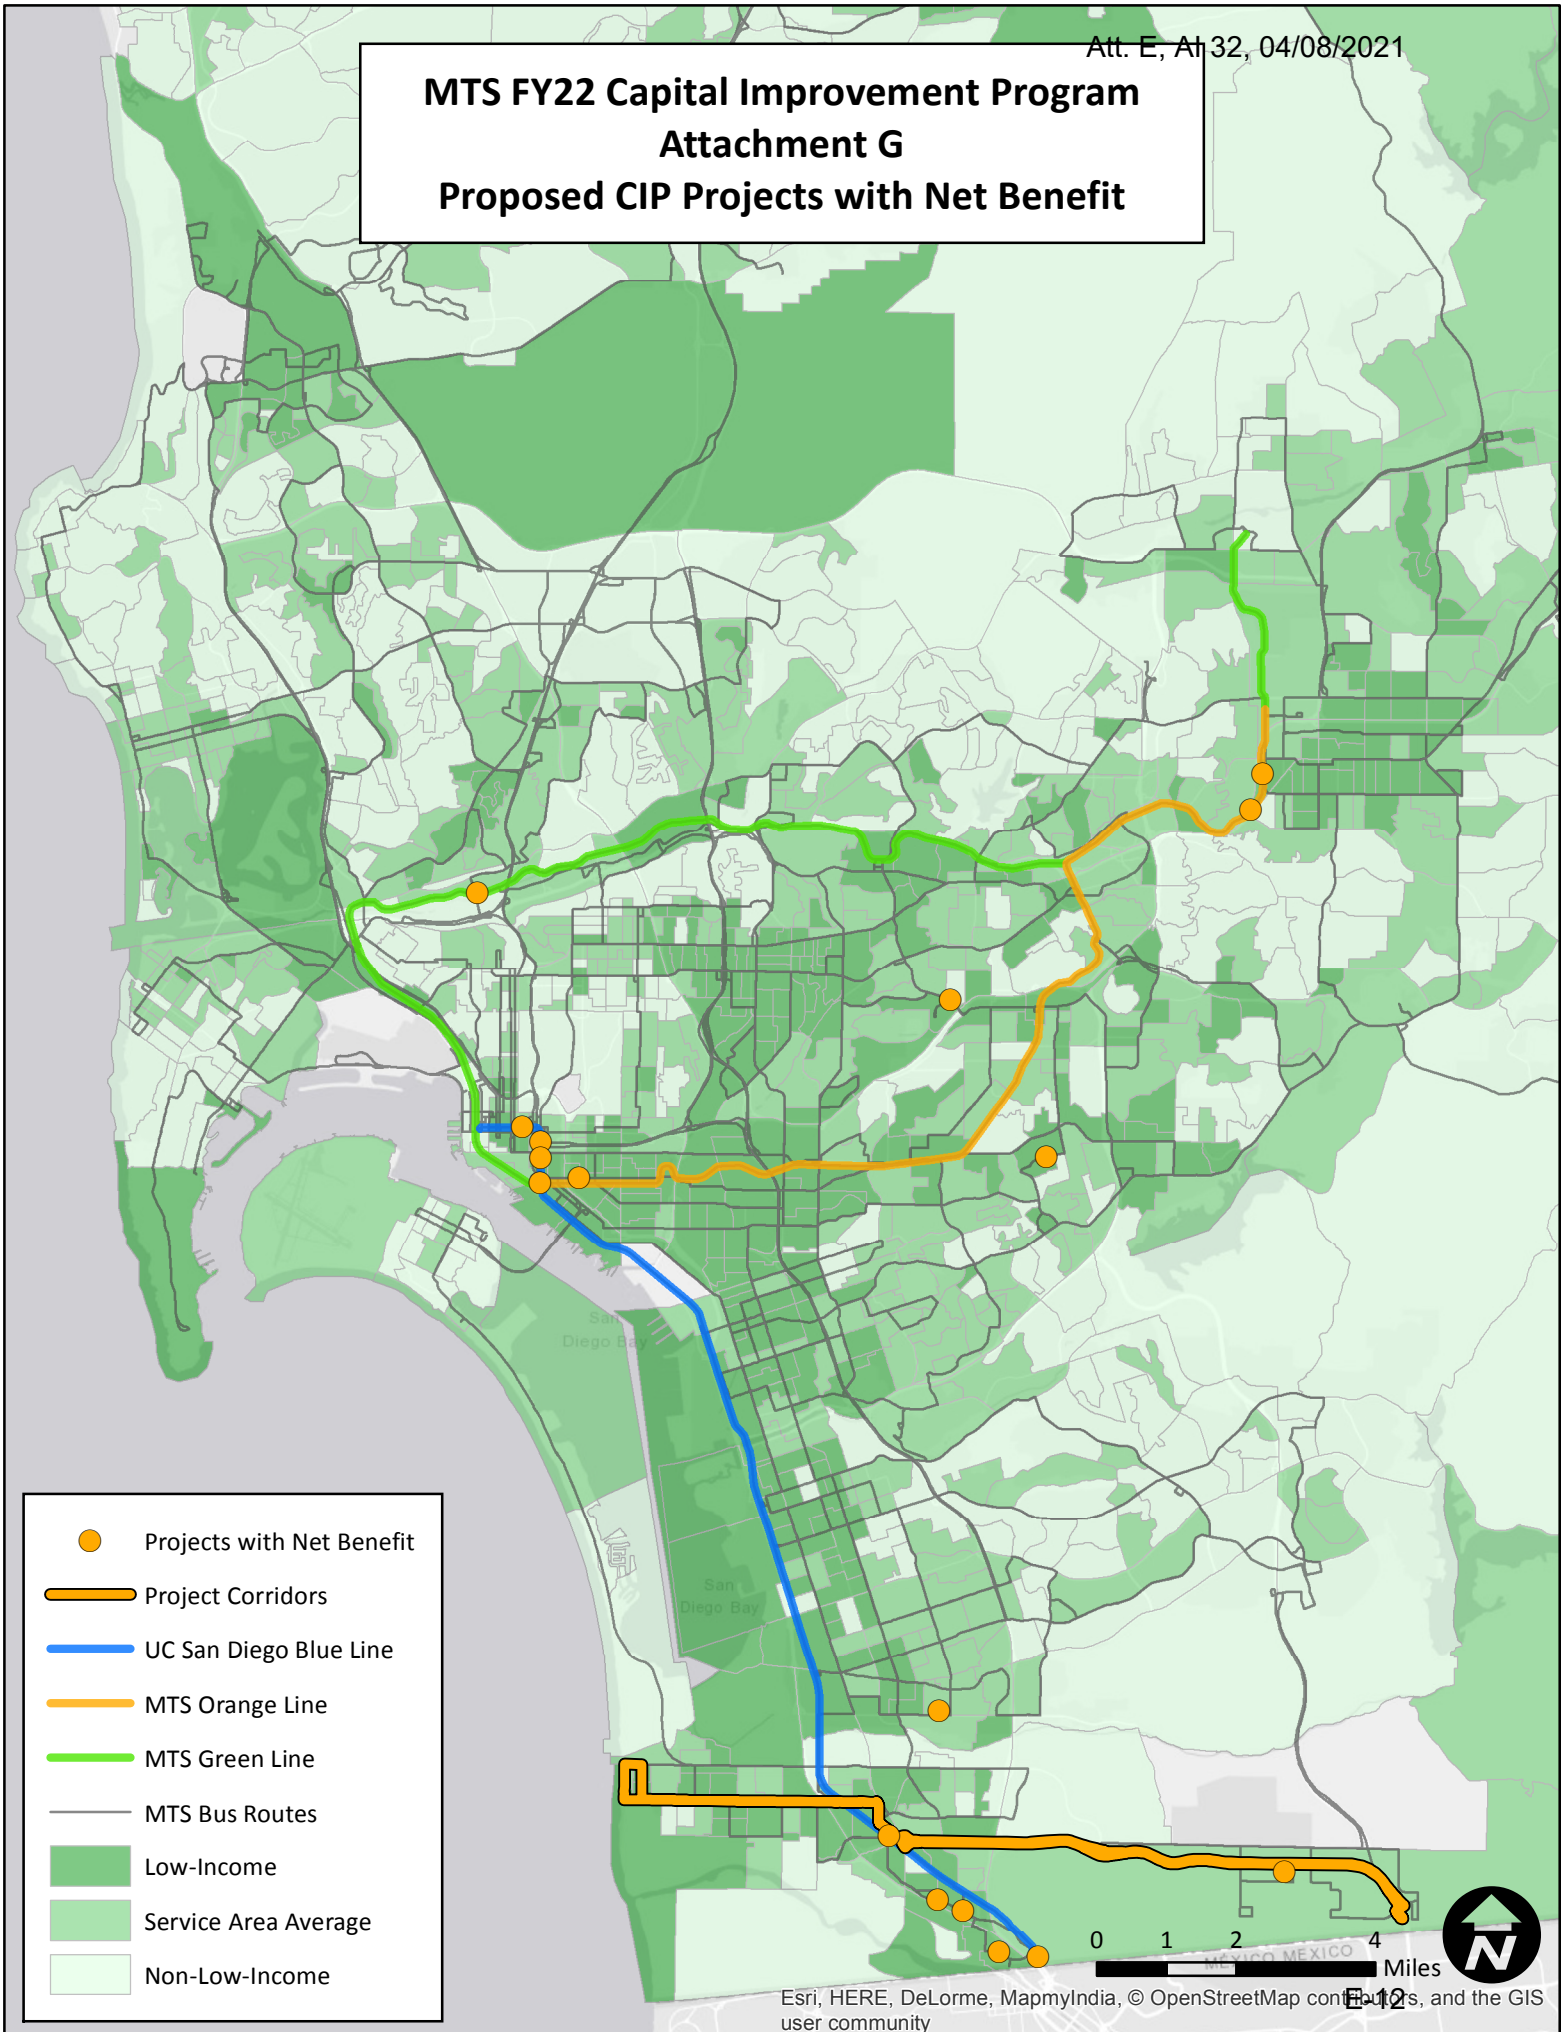 Att. E, AI 32, 04/08/2021
MTS FY22 Capital Improvement Program
Attachment G
Proposed CIP Projects with Net Benefit
San
Diego Bay
San
Diego Bay
Projects with Net Benefit
Project Corridors
UC San Diego Blue Line
MTS Orange Line
MTS Green Line
MTS Bus Routes
Low-Income
Service Area Average
Non-Low-Income
0 1 2 4
Miles
MÉXICO MEXICO
N
E-12
Esri, HERE, DeLorme, MapmyIndia, © OpenStreetMap contributors, and the GIS
user community